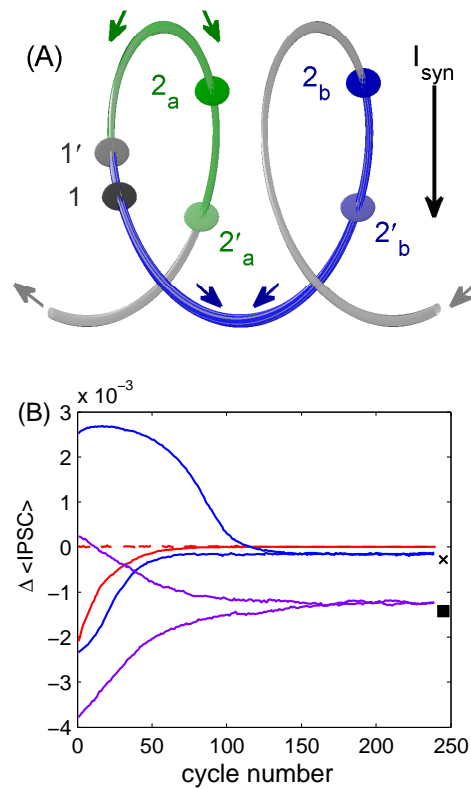 (A)
2a
2b
Isyn
1′
1
2′a
2′b
(B)
x 10−3
3
2
1
0
−1
−2
−3
−4
Δ <IPSC>
0 50 100 150 200 250
cycle number